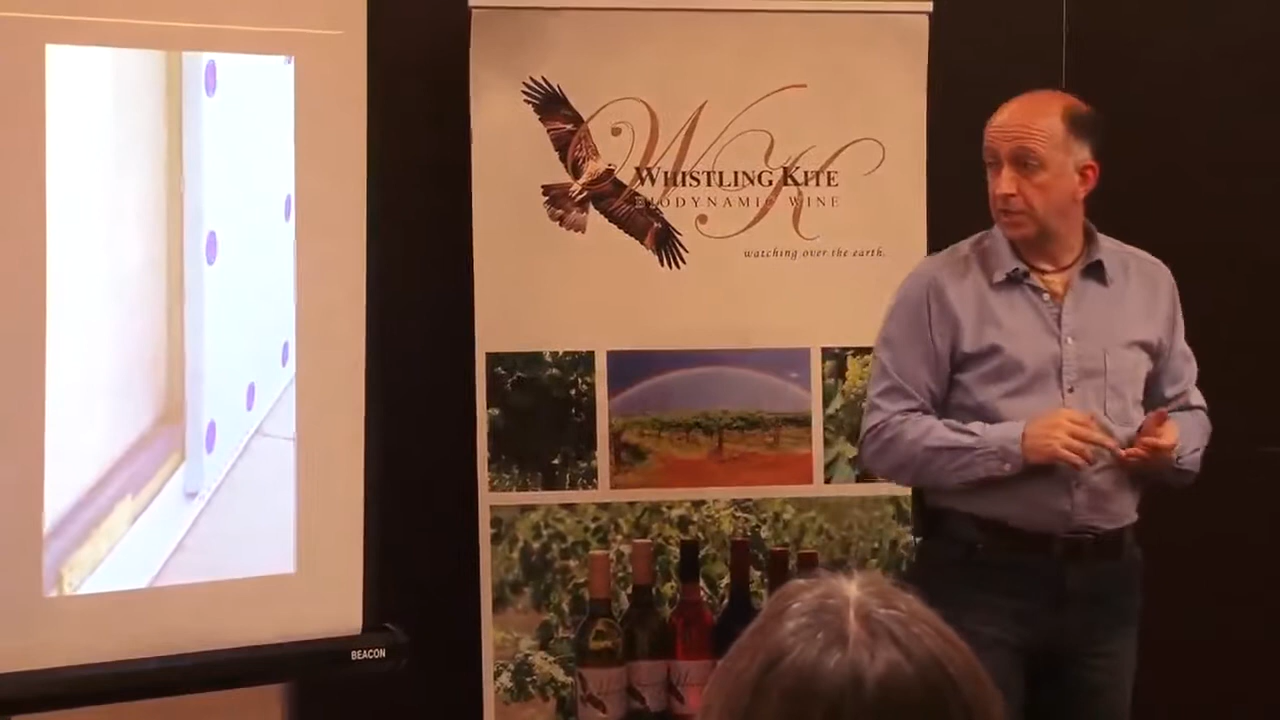 WK
WHISTLING KITE
BIODYNAMIC WINE
watching over the earth.
BEACON